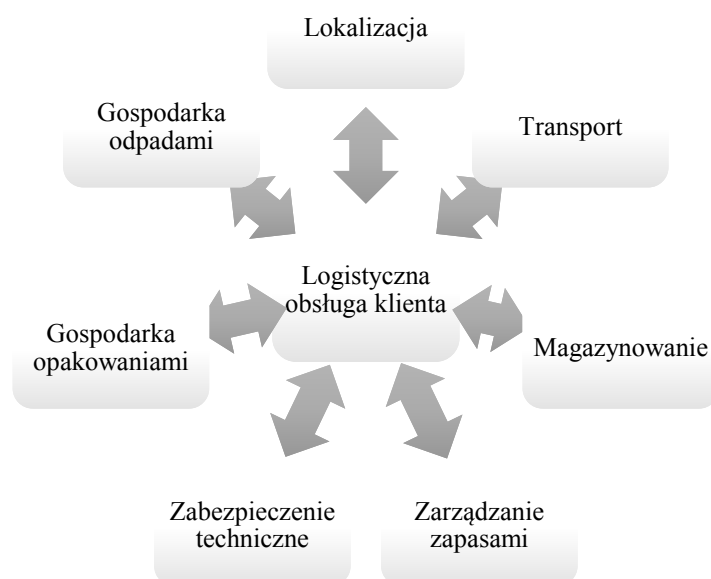 Lokalizacja
Gospodarka
odpadami
Transport
Logistyczna
obsługa klienta
Gospodarka
opakowaniami
Magazynowanie
Zabezpieczenie
techniczne
Zarządzanie
zapasami